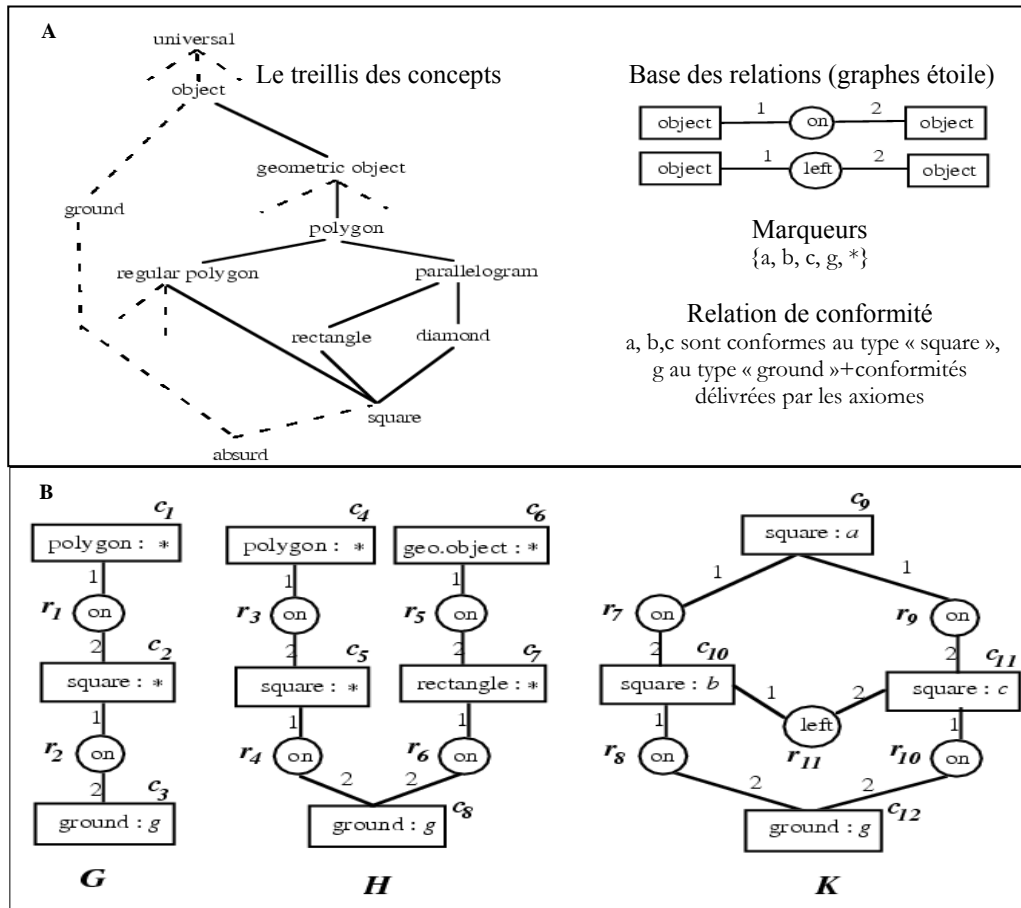 A
universal
Le treillis des concepts
object
geometric object
ground
polygon
regular polygon
parallelogram
rectangle
diamond
square
absurd
Base des relations (graphes étoile)
object 1 on 2 object
object 1 left 2 object
Marqueurs
{a, b, c, g, *}
Relation de conformité
a, b,c sont conformes au type « square »,
g au type « ground »+conformités
délivrées par les axiomes
B
c1
polygon : *
1
r1 on
2
c2
square : *
1
r2 on
2
c3
ground : g
G
c4 c6
polygon : * geo.object : *
1 1
r3 on r5 on
2 2
c5 c7
square : * rectangle : *
1 1
r4 on r6 on
2 2
c8
ground : g
H
c9
square : a
1 1
r7 on r9 on
2 2
c10 c11
square : b 1 2 square : c
left
1 1
r8 on r11 r10 on
2 2
c12
ground : g
K